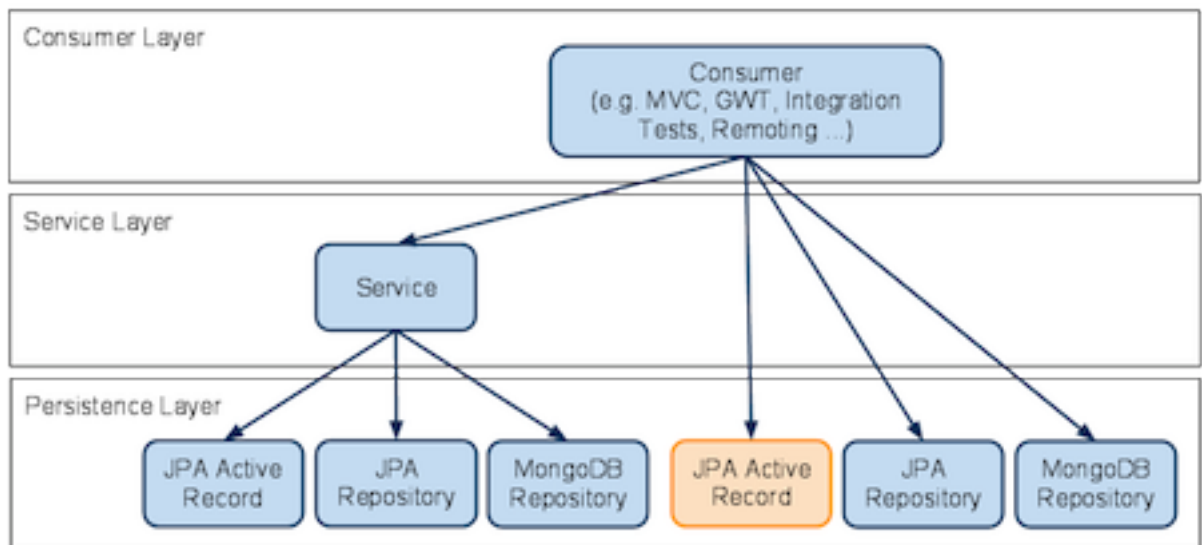 Consumer Layer
Consumer
(e.g. MVC, GWT, Integration
Tests, Remoting ...)
Service Layer
Service
Persistence Layer
JPA Active
Record
JPA
Repository
MongoDB
Repository
JPA Active
Record
JPA
Repository
MongoDB
Repository